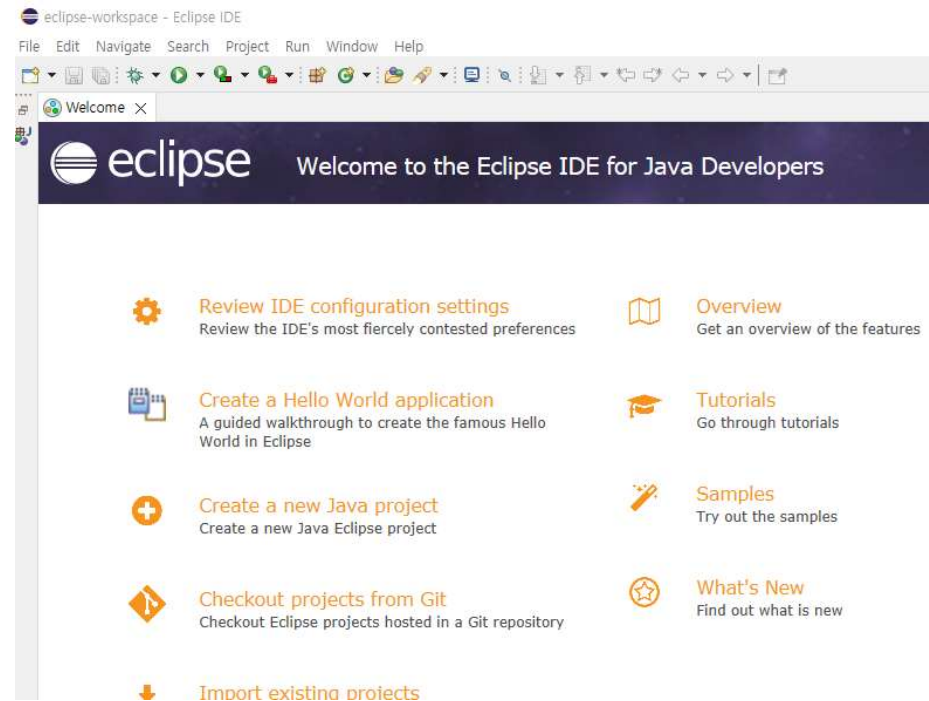 eclipse-workspace - Eclipse IDE
File Edit Navigate Search Project Run Window Help
Welcome
eclipse Welcome to the Eclipse IDE for Java Developers
Review IDE configuration settings
Review the IDE's most fiercely contested preferences
Create a Hello World application
A guided walkthrough to create the famous Hello
World in Eclipse
Create a new Java project
Create a new Java Eclipse project
Checkout projects from Git
Checkout Eclipse projects hosted in a Git repository
Import existing projects
Overview
Get an overview of the features
Tutorials
Go through tutorials
Samples
Try out the samples
What's New
Find out what is new